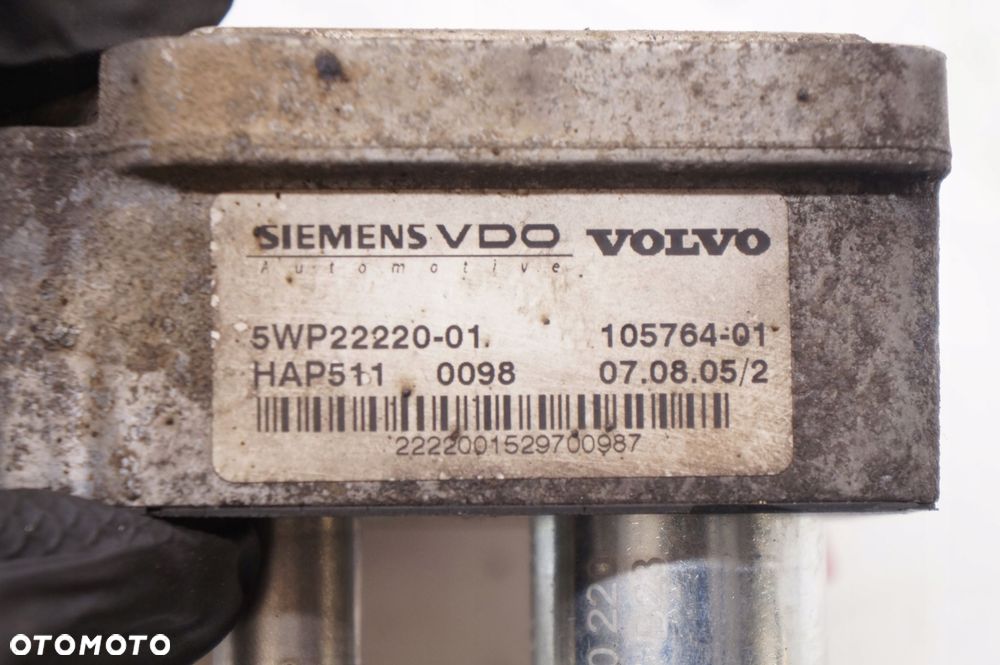 SIEMENS VDO VOLVO
Automotive
5WP22220-01 105764-01
HAP511 0098 07.08.05/2
2222001529700987
OTOMOTO